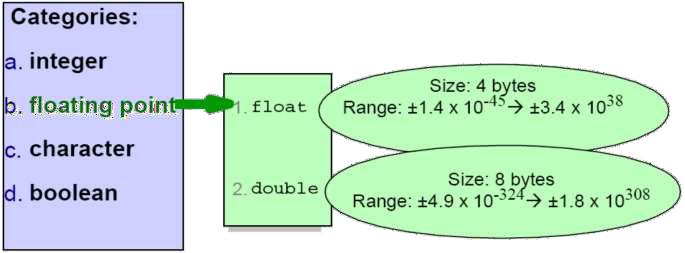 Categories:
a. integer
b. floating point
c. character
d. boolean
1. float
Size: 4 bytes
Range: ±1.4 x 10-45→ ±3.4 x 1038
2. double
Size: 8 bytes
Range: ±4.9 x 10-324→ ±1.8 x 10308